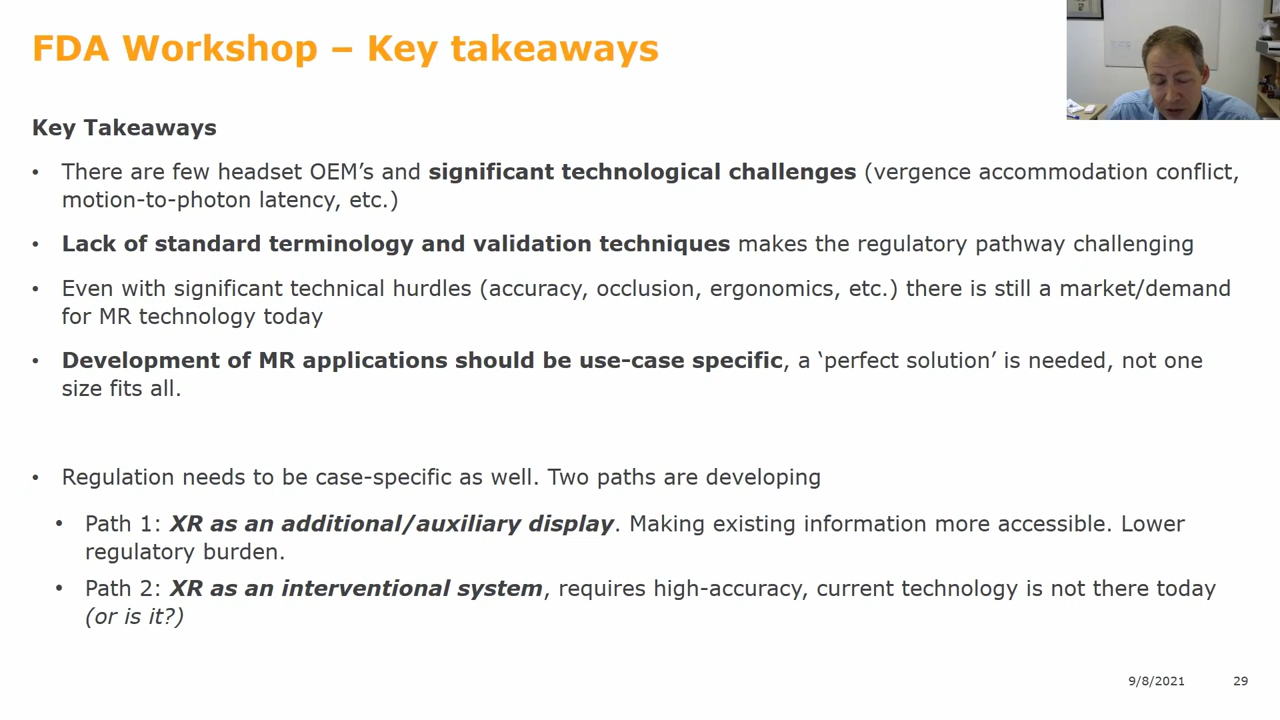 FDA Workshop – Key takeaways
Key Takeaways
• There are few headset OEM’s and significant technological challenges (vergence accommodation conflict,
motion-to-photon latency, etc.)
• Lack of standard terminology and validation techniques makes the regulatory pathway challenging
• Even with significant technical hurdles (accuracy, occlusion, ergonomics, etc.) there is still a market/demand
for MR technology today
• Development of MR applications should be use-case specific, a ‘perfect solution’ is needed, not one
size fits all.
• Regulation needs to be case-specific as well. Two paths are developing
• Path 1: XR as an additional/auxiliary display. Making existing information more accessible. Lower
regulatory burden.
• Path 2: XR as an interventional system, requires high-accuracy, current technology is not there today
(or is it?)
9/8/2021 29